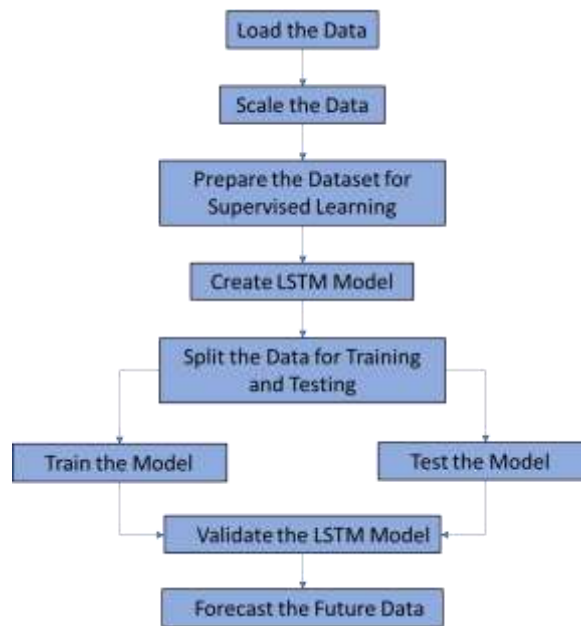 Load the Data
Scale the Data
Prepare the Dataset for
Supervised Learning
Create LSTM Model
Split the Data for Training
and Testing
Train the Model
Test the Model
Validate the LSTM Model
Forecast the Future Data